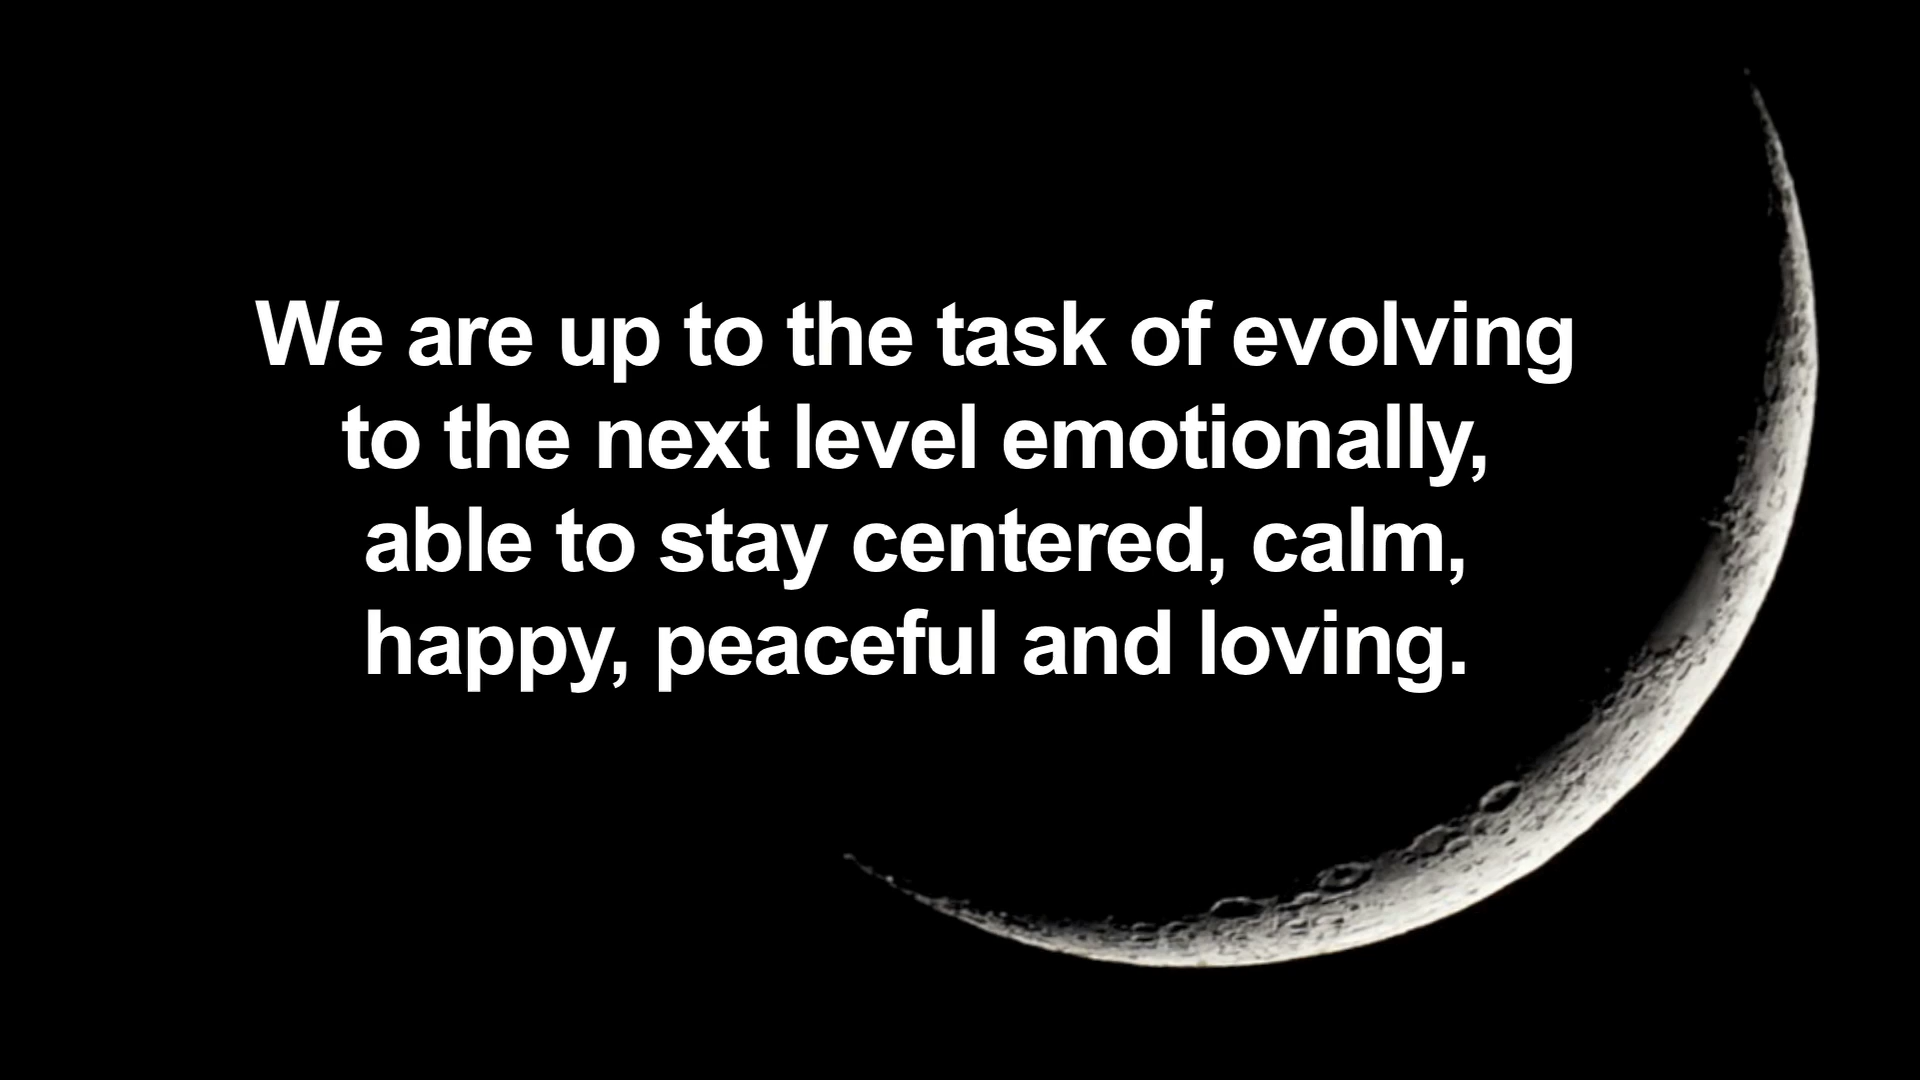 We are up to the task of evolving
to the next level emotionally,
able to stay centered, calm,
happy, peaceful and loving.